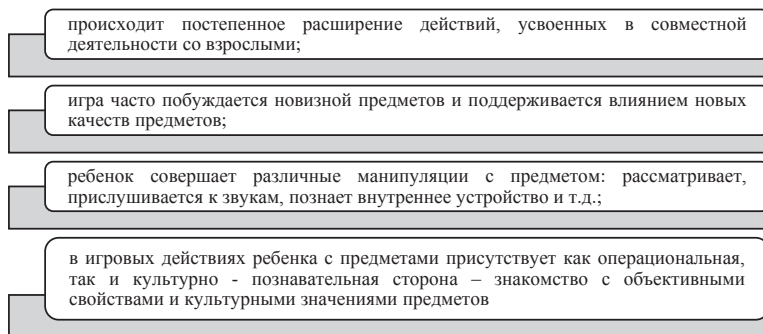 происходит постепенное расширение действий, усвоенных в совместной
деятельности со взрослыми;
игра часто побуждается новизной предметов и поддерживается влиянием новых
качеств предметов;
ребенок совершает различные манипуляции с предметом: рассматривает,
прислушивается к звукам, познает внутреннее устройство и т.д.;
в игровых действиях ребенка с предметами присутствует как операциональная,
так и культурно - познавательная сторона – знакомство с объективными
свойствами и культурными значениями предметов